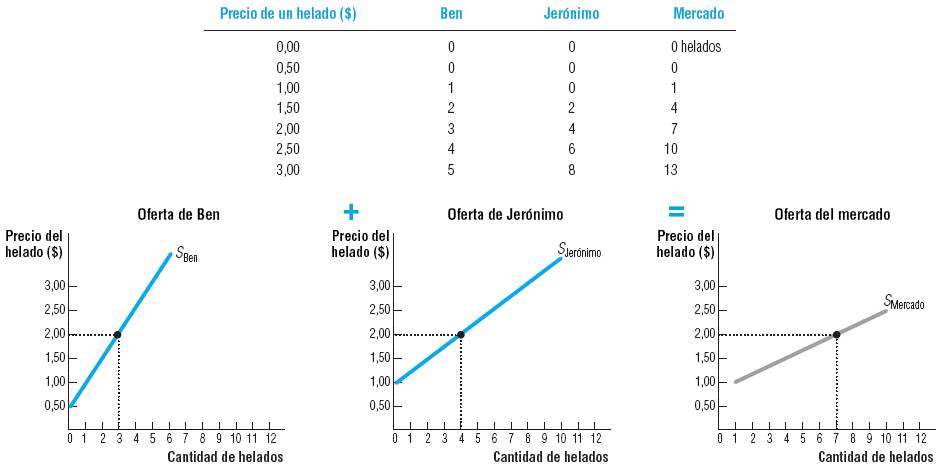 Precio de un helado ($) Ben Jerónimo Mercado
0,00 0 0 0 helados
0,50 0 0 0
1,00 1 0 1
1,50 2 2 4
2,00 3 4 7
2,50 4 6 10
3,00 5 8 13
Oferta de Ben + Oferta de Jerónimo = Oferta del mercado
Precio del
helado ($)
S Ben
3,00
2,50
2,00
1,50
1,00
0,50
0 1 2 3 4 5 6 7 8 9 10 11 12
Cantidad de helados
Precio del
helado ($)
S Jerónimo
3,00
2,50
2,00
1,50
1,00
0,50
0 1 2 3 4 5 6 7 8 9 10 11 12
Cantidad de helados
Precio del
helado ($)
S Mercado
3,00
2,50
2,00
1,50
1,00
0,50
0 1 2 3 4 5 6 7 8 9 10 11 12
Cantidad de helados